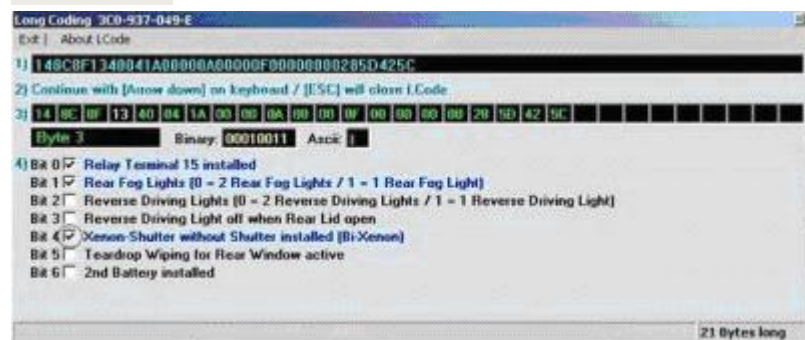 Long Coding 3C0-937-049-E
Exit | About LCode
1) 148C8F1340041A00000A00000F00000000285D425C
2) Continue with [Arrow down] on keyboard / [ESC] will close LCode
3) 14 8C 8F 13 40 04 1A 00 00 0A 00 00 0F 00 00 00 00 28 5D 42 5C
Byte 3 Binary: 00010011 Ascii:
4) Bit 0 Relay Terminal 15 installed
Bit 1 Rear Fog Lights (0 = 2 Rear Fog Lights / 1 = 1 Rear Fog Light)
Bit 2 Reverse Driving Lights (0 = 2 Reverse Driving Lights / 1 = 1 Reverse Driving Light)
Bit 3 Reverse Driving Light off when Rear Lid open
Bit 4 Xenon-Shutter without Shutter installed (Bi-Xenon)
Bit 5 Teardrop Wiping for Rear Window active
Bit 6 2nd Battery installed
21 Bytes long